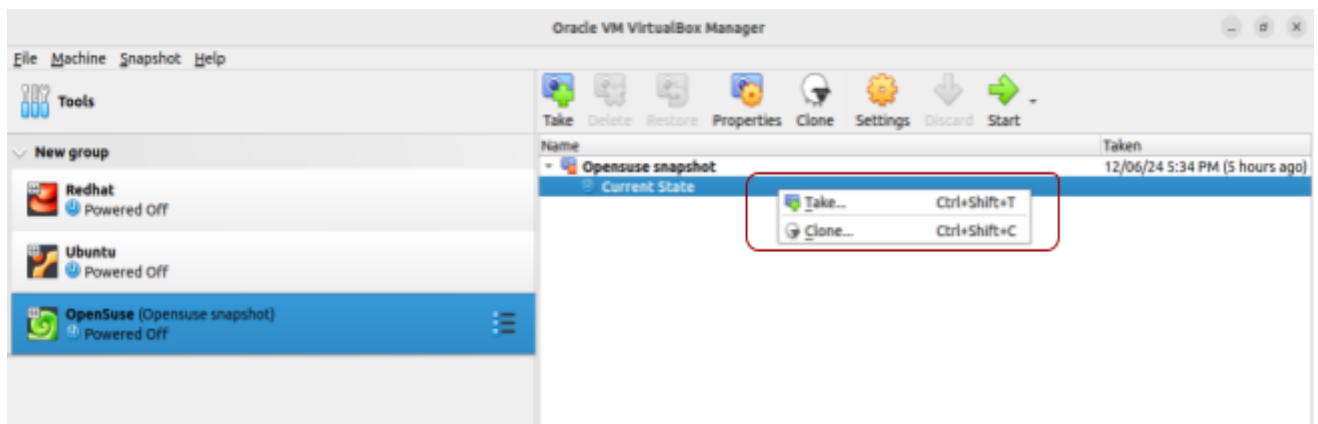 Oracle VM VirtualBox Manager
File Machine Snapshot Help
Tools
Take Delete Restore Properties Clone Settings Discard Start
Name Taken
New group
Opensuse snapshot 12/06/24 5:34 PM (5 hours ago)
Current State
Redhat
Powered Off
Take... Ctrl+Shift+T
Clone... Ctrl+Shift+C
Ubuntu
Powered Off
OpenSuse (Opensuse snapshot)
Powered Off